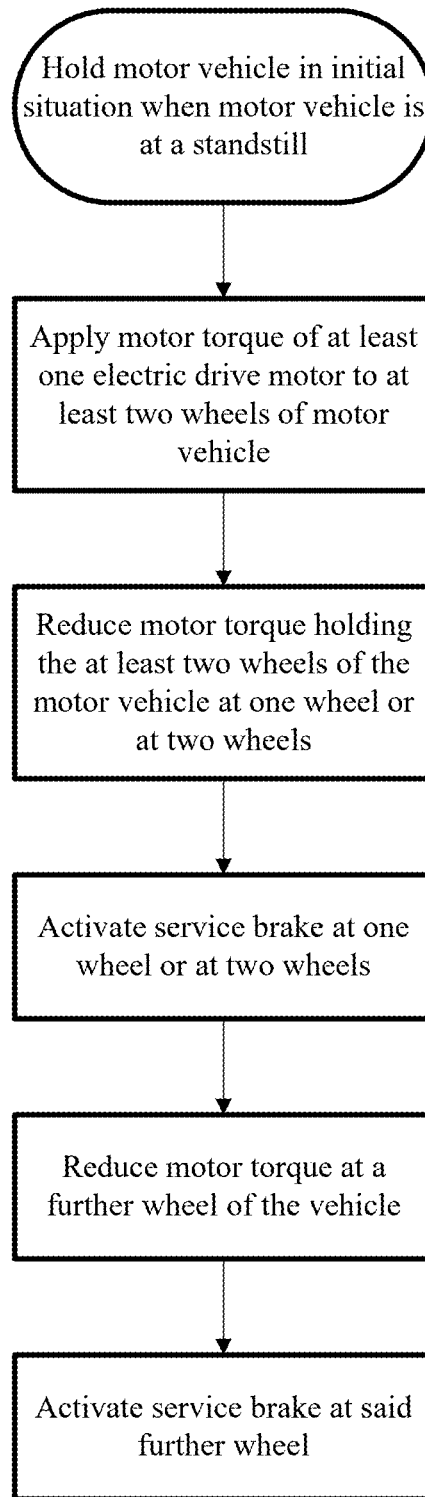 Hold motor vehicle in initial
situation when motor vehicle is
at a standstill
Apply motor torque of at least
one electric drive motor to at
least two wheels of motor
vehicle
Reduce motor torque holding
the at least two wheels of the
motor vehicle at one wheel or
at two wheels
Activate service brake at one
wheel or at two wheels
Reduce motor torque at a
further wheel of the vehicle
Activate service brake at said
further wheel